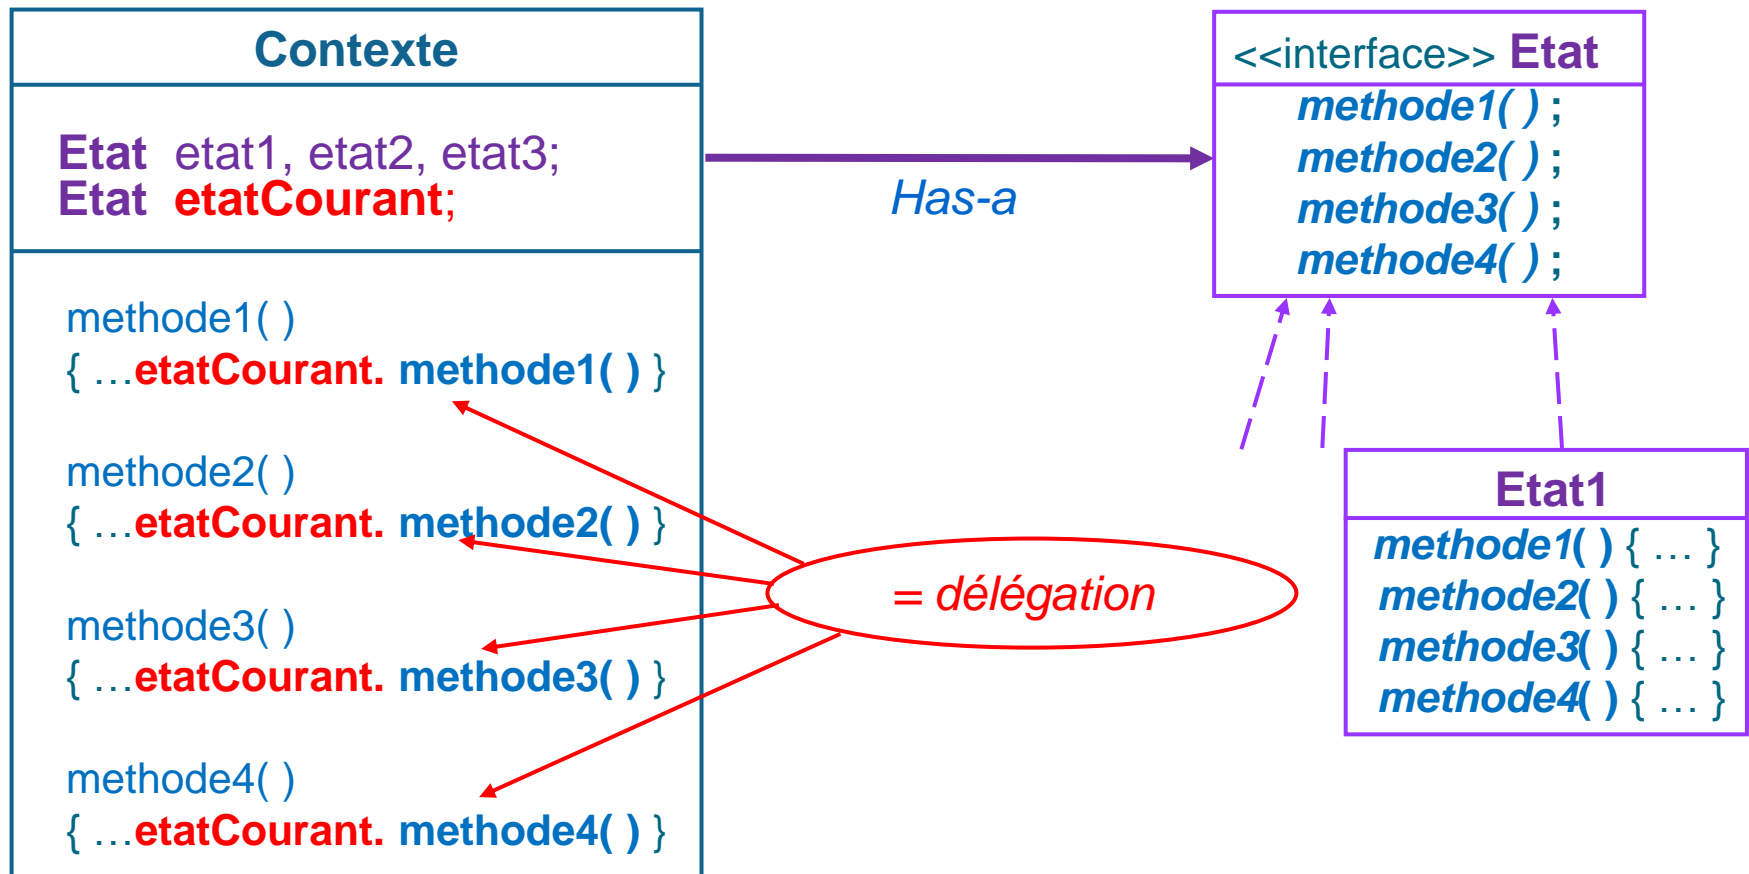 Contexte
Etat etat1, etat2, etat3;
Etat etatCourant;
methode1( )
{ …etatCourant. methode1( ) }
methode2( )
{ …etatCourant. methode2( ) }
methode3( )
{ …etatCourant. methode3( ) }
methode4( )
{ …etatCourant. methode4( ) }
Has-a
<<interface>> Etat
methode1( ) ;
methode2( ) ;
methode3( ) ;
methode4( ) ;
= délégation
Etat1
methode1( ) { … }
methode2( ) { … }
methode3( ) { … }
methode4( ) { … }